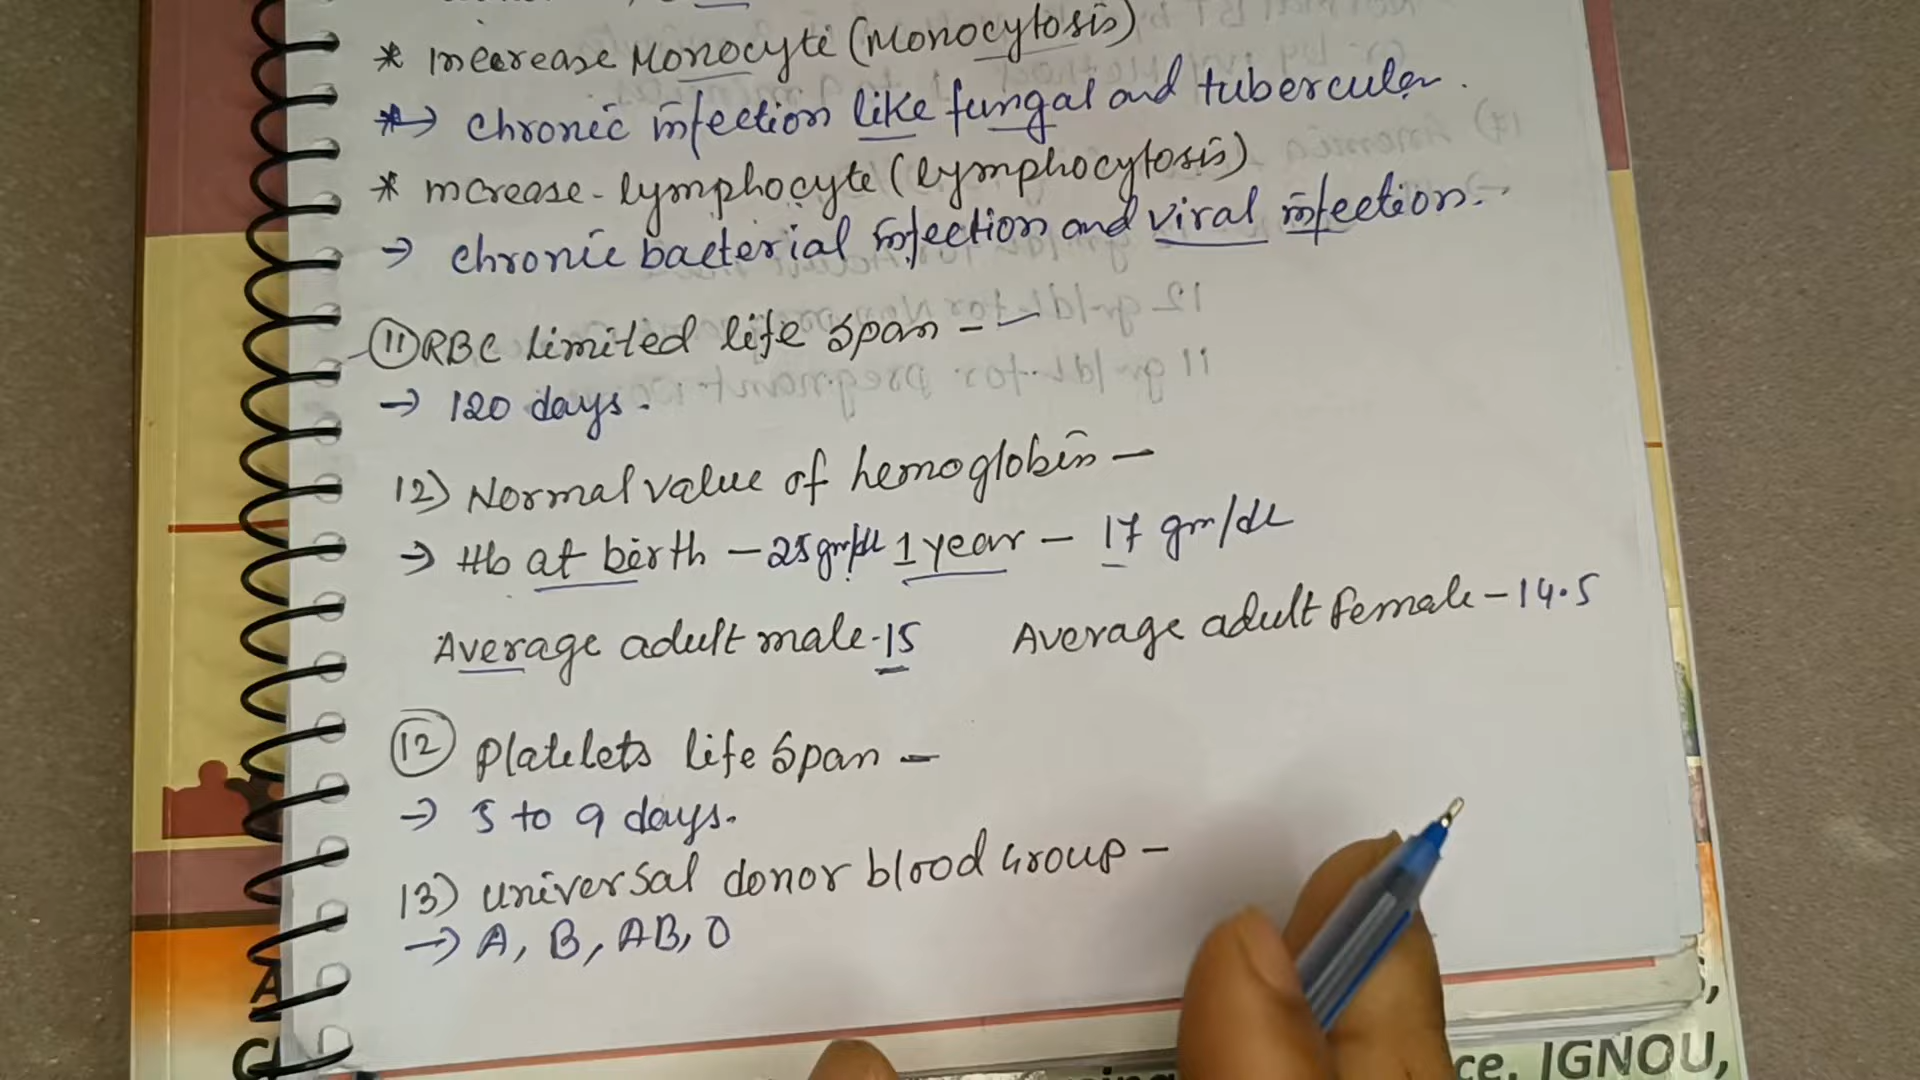 * increase Monocyte (Monocytosis)
*→ chronic infection like fungal and tubercular.
* increase - lymphocyte (lymphocytosis)
→ chronic bacterial infection and viral infection.
11 RBC limited life span -
→ 120 days.
12) Normal value of hemoglobin -
→ Hb at birth - 25 gm/dl 1 year - 17 gm/dl
Average adult male - 15 Average adult female - 14.5
12 platelets life span -
→ 5 to 9 days.
13) universal donor blood group -
→ A, B, AB, O
ce, IGNOU,